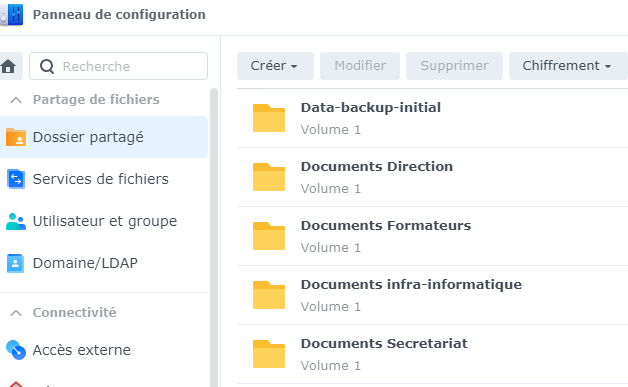 Panneau de configuration
Recherche
Partage de fichiers
Dossier partagé
Services de fichiers
Utilisateur et groupe
Domaine/LDAP
Connectivité
Accès externe
Créer
Modifier
Supprimer
Chiffrement
Data-backup-initial
Volume 1
Documents Direction
Volume 1
Documents Formateurs
Volume 1
Documents infra-informatique
Volume 1
Documents Secretariat
Volume 1